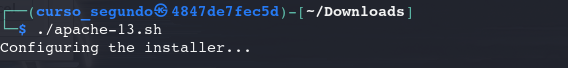 ┌──(curso_segundo㉿4847de7fec5d)-[~/Downloads]
└─$ ./apache-13.sh
Configuring the installer...